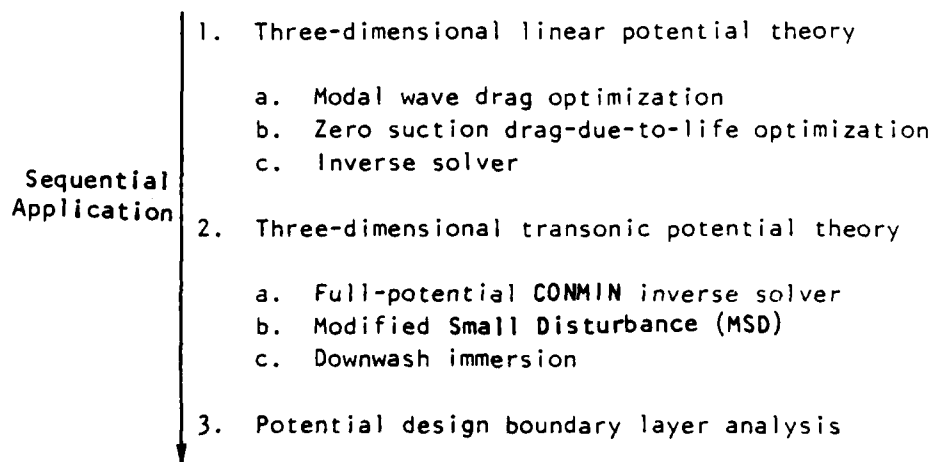 1. Three-dimensional linear potential theory
a. Modal wave drag optimization
b. Zero suction drag-due-to-life optimization
c. Inverse solver
Sequential
Application
2. Three-dimensional transonic potential theory
a. Full-potential CONMIN inverse solver
b. Modified Small Disturbance (MSD)
c. Downwash immersion
3. Potential design boundary layer analysis